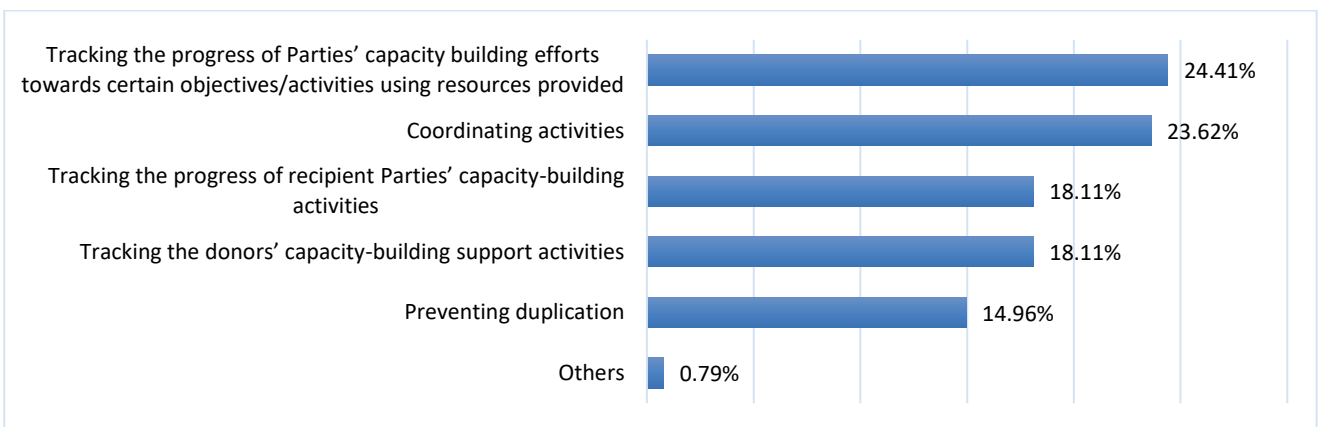 Tracking the progress of Parties’ capacity building efforts
towards certain objectives/activities using resources provided
24.41%
Coordinating activities
23.62%
Tracking the progress of recipient Parties’ capacity-building
activities
18.11%
Tracking the donors’ capacity-building support activities
18.11%
Preventing duplication
14.96%
Others
0.79%